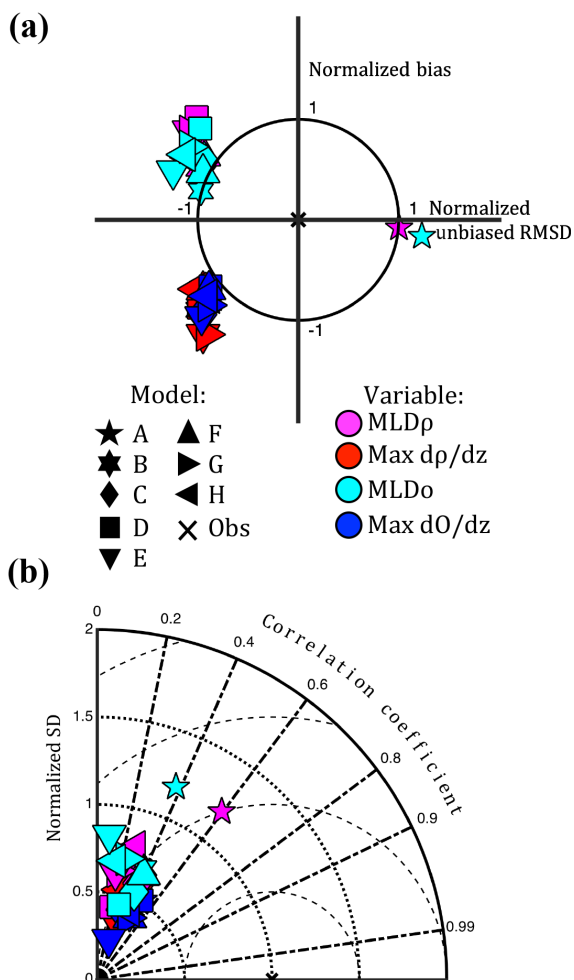 (a)
Normalized bias
1
-1
1
Normalized
unbiased RMSD
-1
Model:
A
B
C
D
E
F
G
H
Obs
Variable:
MLDρ
Max dρ/dz
MLDo
Max dO/dz
(b)
Correlation coefficient
0
0.2
0.4
0.6
0.8
0.9
0.99
Normalized SD
2
1.5
1
0.5
0